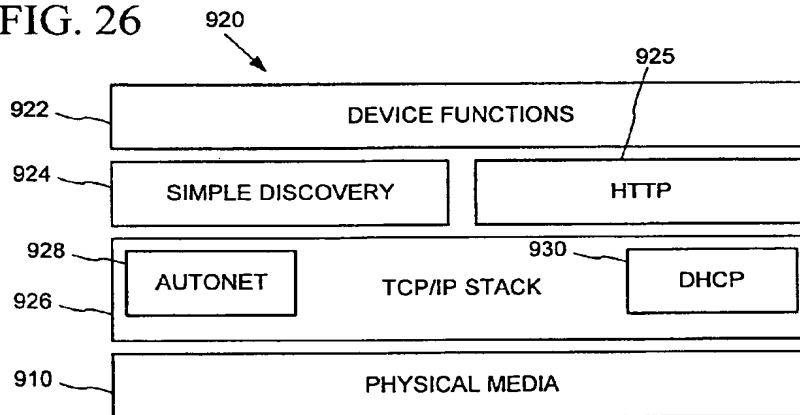 FIG. 26
920
925
922
DEVICE FUNCTIONS
924
SIMPLE DISCOVERY
HTTP
928
930
AUTONET
TCP/IP STACK
DHCP
926
910
PHYSICAL MEDIA